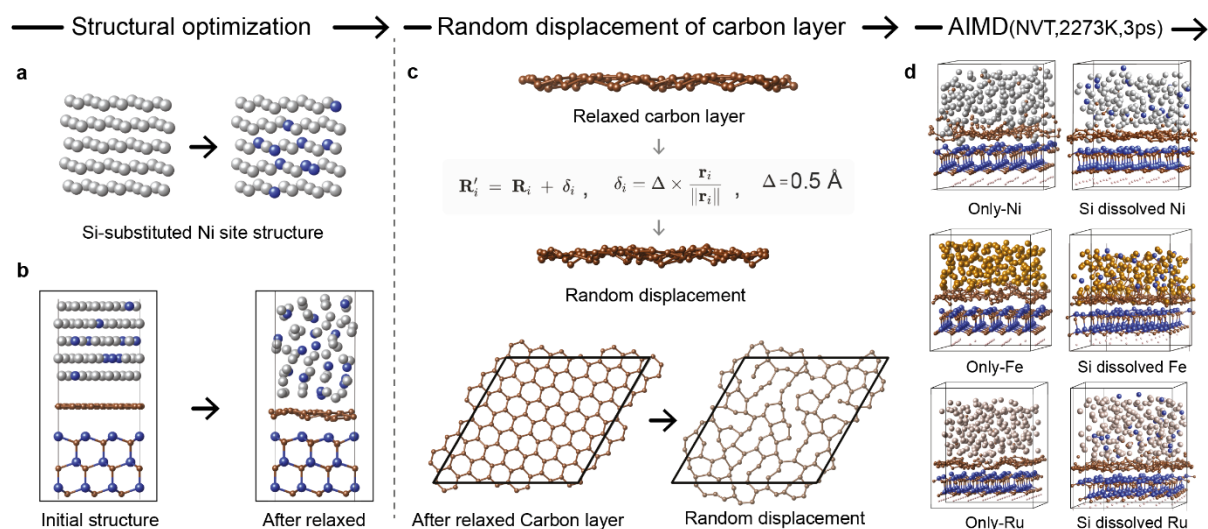 Structural optimization
Random displacement of carbon layer
AIMD(NVT,2273K,3ps)
a
Si-substituted Ni site structure
b
Initial structure
After relaxed
c
Relaxed carbon layer
R′ᵢ = Rᵢ + δᵢ , δᵢ = Δ × rᵢ / ||rᵢ|| , Δ = 0.5 Å
Random displacement
After relaxed Carbon layer
Random displacement
d
Only-Ni
Si dissolved Ni
Only-Fe
Si dissolved Fe
Only-Ru
Si dissolved Ru